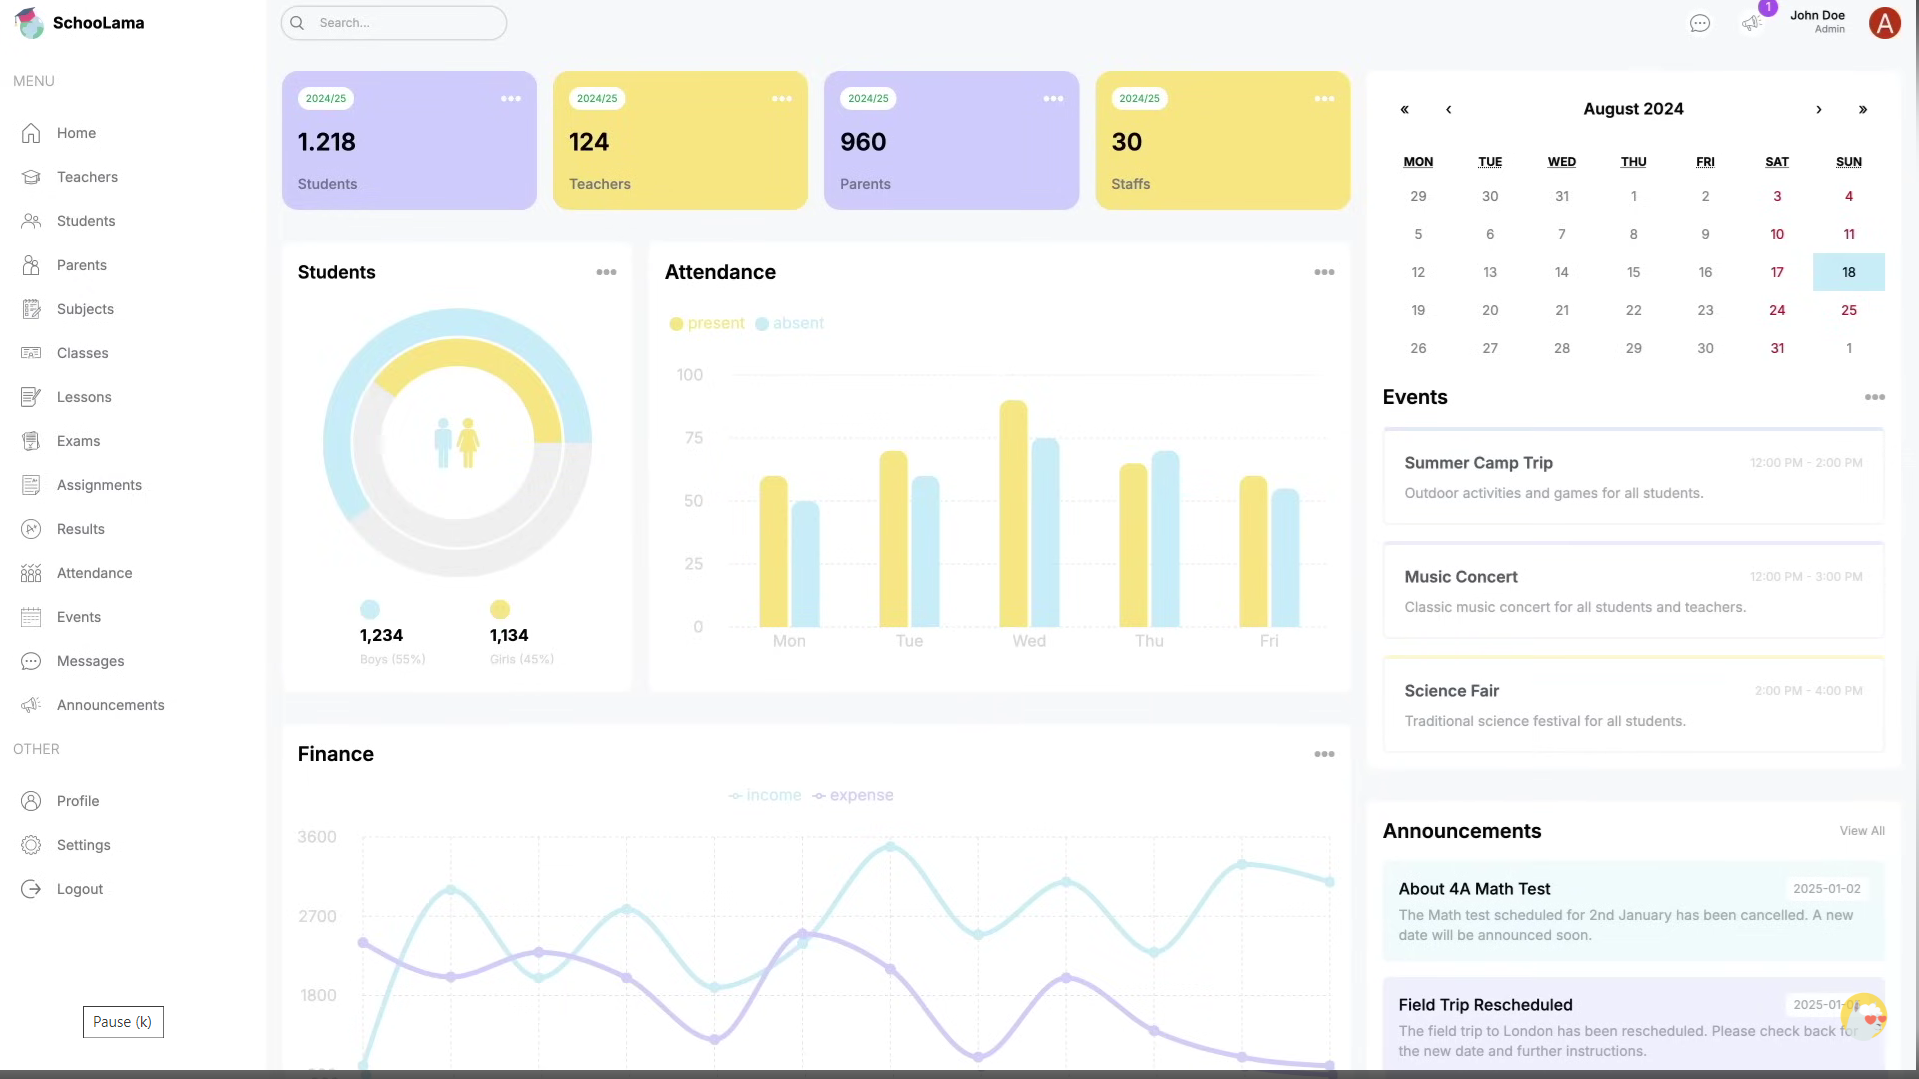 SchooLama
Search...
1
John Doe
Admin
A
MENU
Home
Teachers
Students
Parents
Subjects
Classes
Lessons
Exams
Assignments
Results
Attendance
Events
Messages
Announcements
OTHER
Profile
Settings
Logout
Pause (k)
2024/25
1.218
Students
2024/25
124
Teachers
2024/25
960
Parents
2024/25
30
Staffs
Students
1,234
Boys (55%)
1,134
Girls (45%)
Attendance
present absent
100
75
50
25
0
Mon Tue Wed Thu Fri
Finance
income expense
3600
2700
1800
« ‹ August 2024 › »
MON TUE WED THU FRI SAT SUN
29 30 31 1 2 3 4
5 6 7 8 9 10 11
12 13 14 15 16 17 18
19 20 21 22 23 24 25
26 27 28 29 30 31 1
Events
Summer Camp Trip 12:00 PM - 2:00 PM
Outdoor activities and games for all students.
Music Concert 12:00 PM - 3:00 PM
Classic music concert for all students and teachers.
Science Fair 2:00 PM - 4:00 PM
Traditional science festival for all students.
Announcements View All
About 4A Math Test 2025-01-02
The Math test scheduled for 2nd January has been cancelled. A new
date will be announced soon.
Field Trip Rescheduled
The field trip to London has been rescheduled. Please check back for
the new date and further instructions.